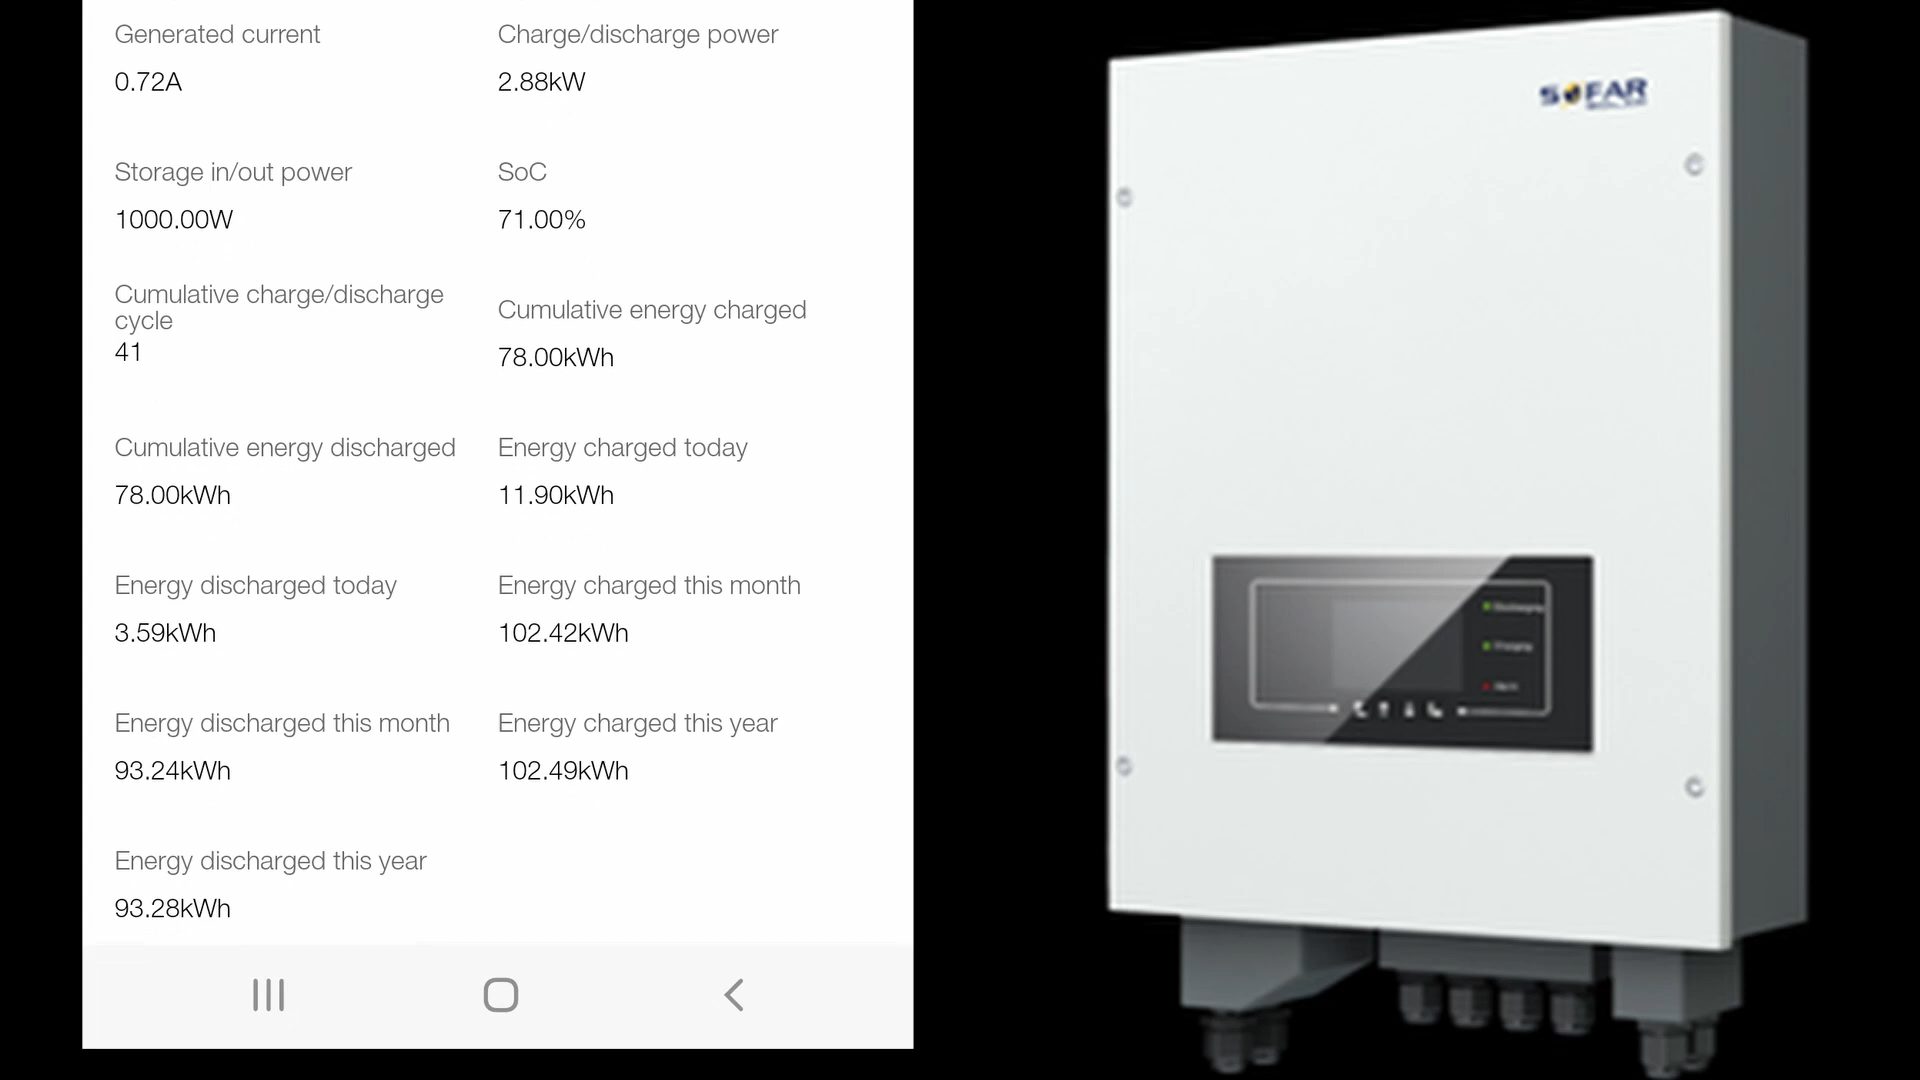 Generated current
Charge/discharge power
0.72A
2.88kW
Storage in/out power
SoC
1000.00W
71.00%
Cumulative charge/discharge
cycle
41
Cumulative energy charged
78.00kWh
Cumulative energy discharged
Energy charged today
78.00kWh
11.90kWh
Energy discharged today
Energy charged this month
3.59kWh
102.42kWh
Energy discharged this month
Energy charged this year
93.24kWh
102.49kWh
Energy discharged this year
93.28kWh
SOFAR